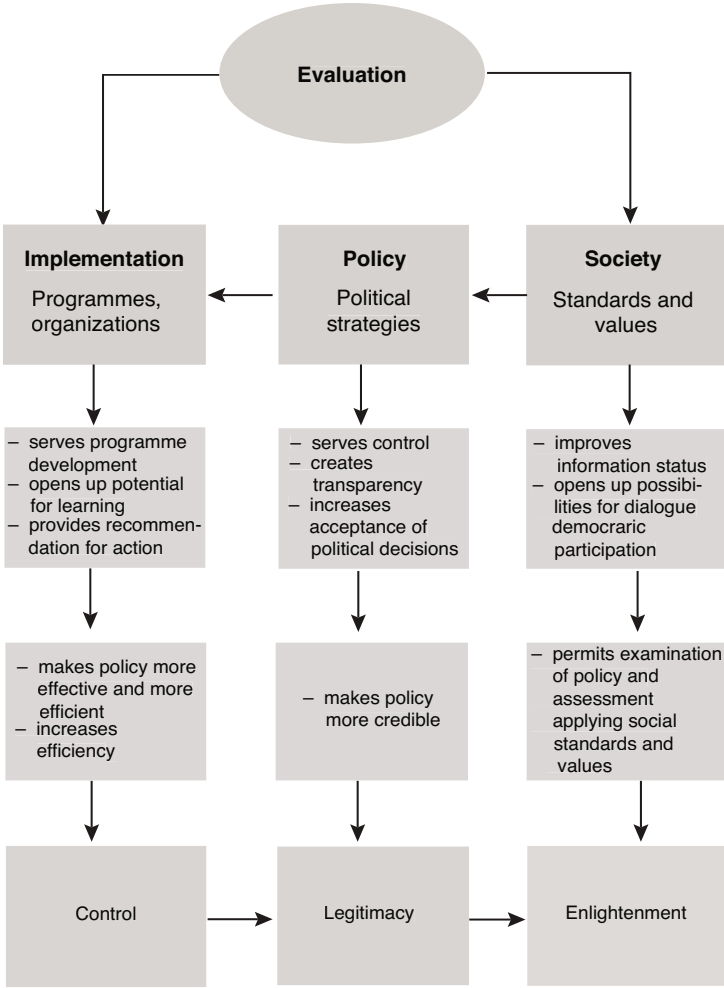 Evaluation
Implementation
Programmes,
organizations
Policy
Political
strategies
Society
Standards and
values
– serves programme
development
– opens up potential
for learning
– provides recommen-
dation for action
– serves control
– creates
transparency
– increases
acceptance of
political decisions
– improves
information status
– opens up possibi-
lities for dialogue
democraric
participation
– makes policy more
effective and more
efficient
– increases
efficiency
– makes policy
more credible
– permits examination
of policy and
assessment
applying social
standards and
values
Control
Legitimacy
Enlightenment